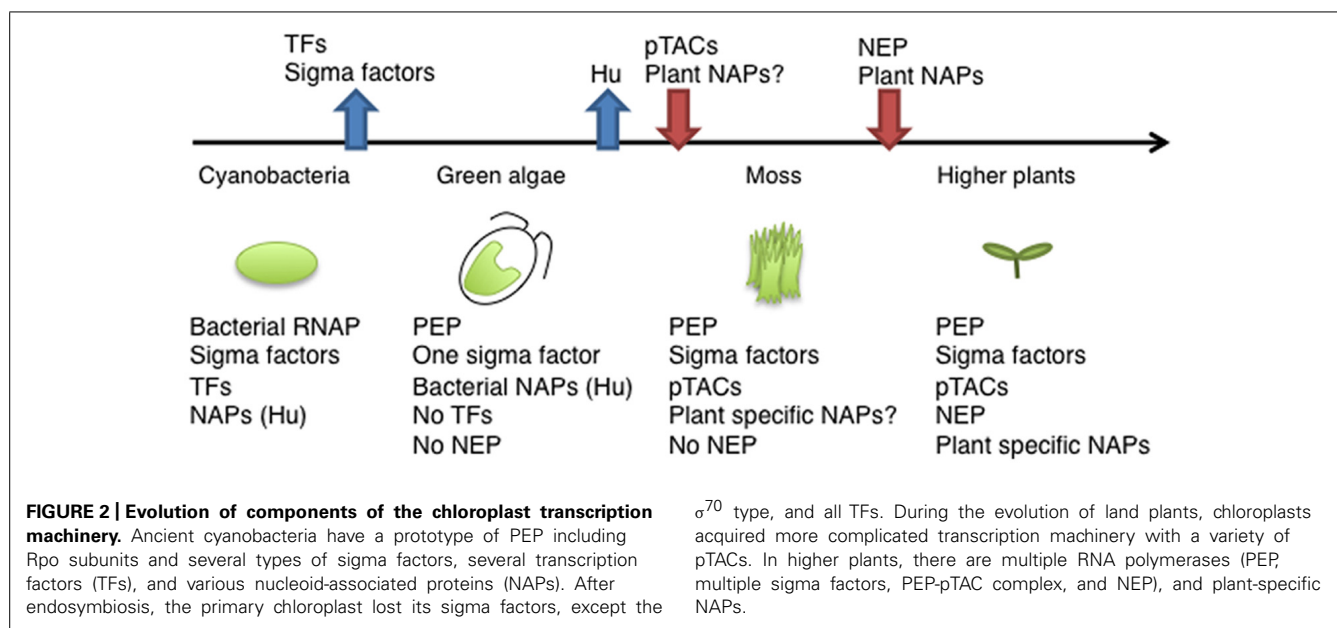 TFs
Sigma factors
Hu
pTACs
Plant NAPs?
NEP
Plant NAPs
Cyanobacteria
Green algae
Moss
Higher plants
Bacterial RNAP
Sigma factors
TFs
NAPs (Hu)
PEP
One sigma factor
Bacterial NAPs (Hu)
No TFs
No NEP
PEP
Sigma factors
pTACs
Plant specific NAPs?
No NEP
PEP
Sigma factors
pTACs
NEP
Plant specific NAPs
FIGURE 2 | Evolution of components of the chloroplast transcription
machinery. Ancient cyanobacteria have a prototype of PEP including
Rpo subunits and several types of sigma factors, several transcription
factors (TFs), and various nucleoid-associated proteins (NAPs). After
endosymbiosis, the primary chloroplast lost its sigma factors, except the
σ⁷⁰ type, and all TFs. During the evolution of land plants, chloroplasts
acquired more complicated transcription machinery with a variety of
pTACs. In higher plants, there are multiple RNA polymerases (PEP,
multiple sigma factors, PEP-pTAC complex, and NEP), and plant-specific
NAPs.